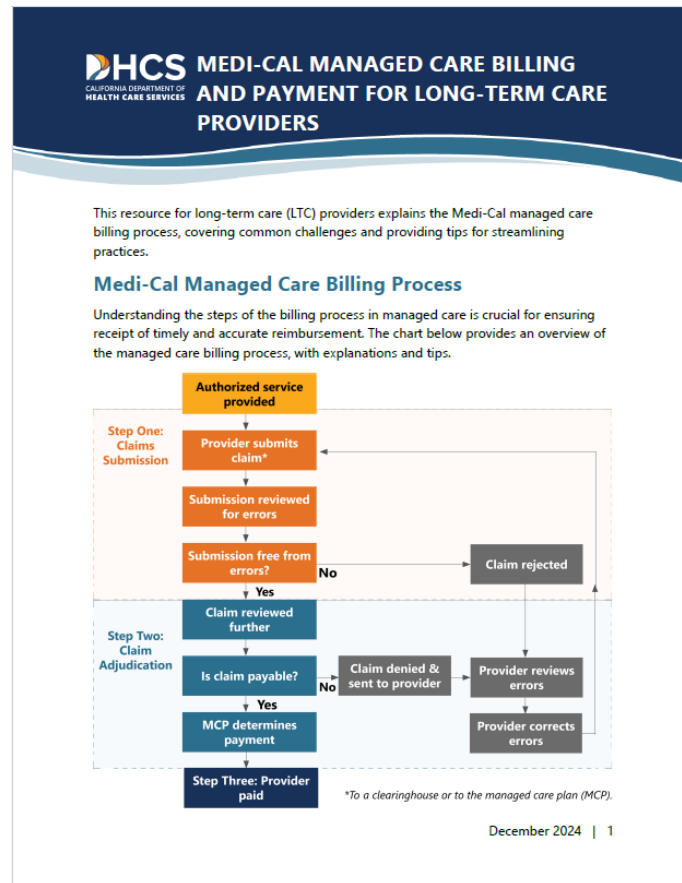 DHCS
CALIFORNIA DEPARTMENT OF
HEALTH CARE SERVICES
MEDI-CAL MANAGED CARE BILLING
AND PAYMENT FOR LONG-TERM CARE
PROVIDERS
This resource for long-term care (LTC) providers explains the Medi-Cal managed care
billing process, covering common challenges and providing tips for streamlining
practices.
Medi-Cal Managed Care Billing Process
Understanding the steps of the billing process in managed care is crucial for ensuring
receipt of timely and accurate reimbursement. The chart below provides an overview of
the managed care billing process, with explanations and tips.
Authorized service
provided
Step One:
Claims
Submission
Provider submits
claim*
Submission reviewed
for errors
Submission free from
errors?
No
Claim rejected
Yes
Claim reviewed
further
Step Two:
Claim
Adjudication
Is claim payable?
No
Claim denied &
sent to provider
Provider reviews
errors
Yes
MCP determines
payment
Provider corrects
errors
Step Three: Provider
paid
*To a clearinghouse or to the managed care plan (MCP).
December 2024 | 1